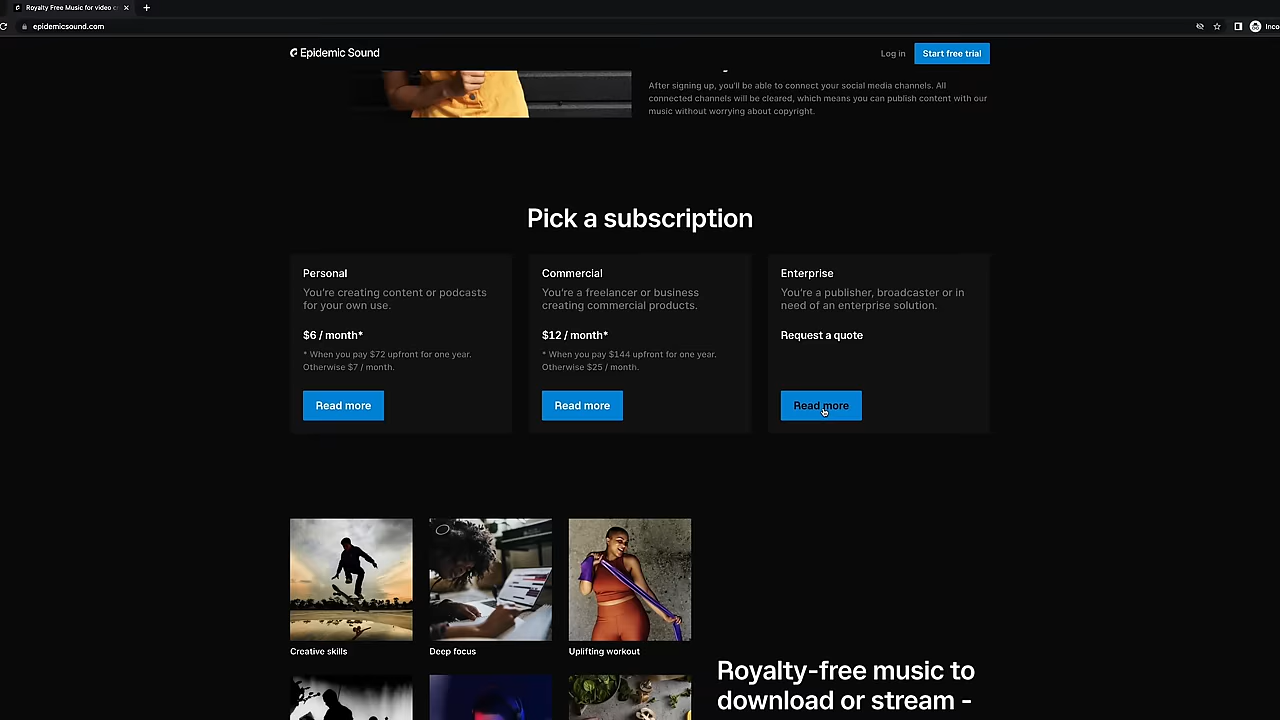 Royalty Free Music for video c
epidemicsound.com
Inco
Epidemic Sound
Log in
Start free trial
After signing up, you'll be able to connect your social media channels. All
connected channels will be cleared, which means you can publish content with our
music without worrying about copyright.
Pick a subscription
Personal
You're creating content or podcasts
for your own use.
$6 / month*
* When you pay $72 upfront for one year.
Otherwise $7 / month.
Read more
Commercial
You're a freelancer or business
creating commercial products.
$12 / month*
* When you pay $144 upfront for one year.
Otherwise $25 / month.
Read more
Enterprise
You're a publisher, broadcaster or in
need of an enterprise solution.
Request a quote
Read more
Creative skills
Deep focus
Uplifting workout
Royalty-free music to
download or stream -